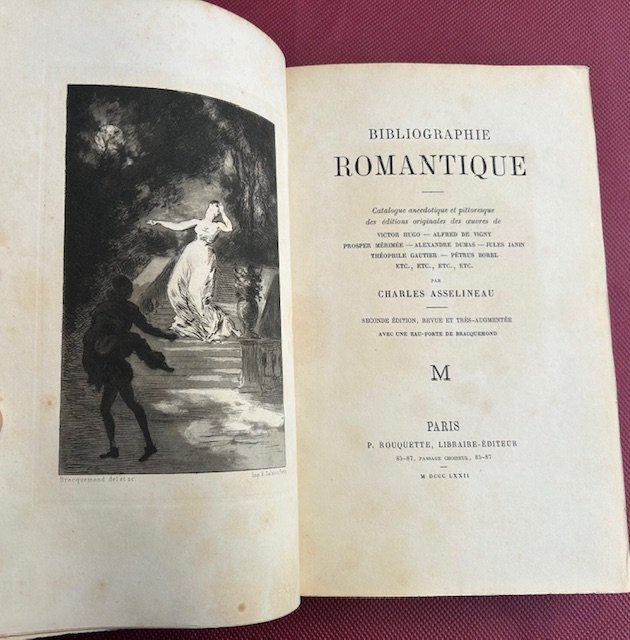 Bracquemond del et sc.
BIBLIOGRAPHIE
ROMANTIQUE
Catalogue anecdotique et pittoresque
des éditions originales des œuvres de
VICTOR HUGO — ALFRED DE VIGNY
PROSPER MÉRIMÉE — ALEXANDRE DUMAS — JULES JANIN
THÉOPHILE GAUTIER — PÉTRUS BOREL
ETC., ETC., ETC., ETC.
PAR
CHARLES ASSELINEAU
SECONDE ÉDITION, REVUE ET TRÈS-AUGMENTÉE
AVEC UNE EAU-FORTE DE BRACQUEMOND
M
PARIS
P. ROUQUETTE, LIBRAIRE-ÉDITEUR
85-87, PASSAGE CHOISEUL, 85-87
M DCCC LXXII